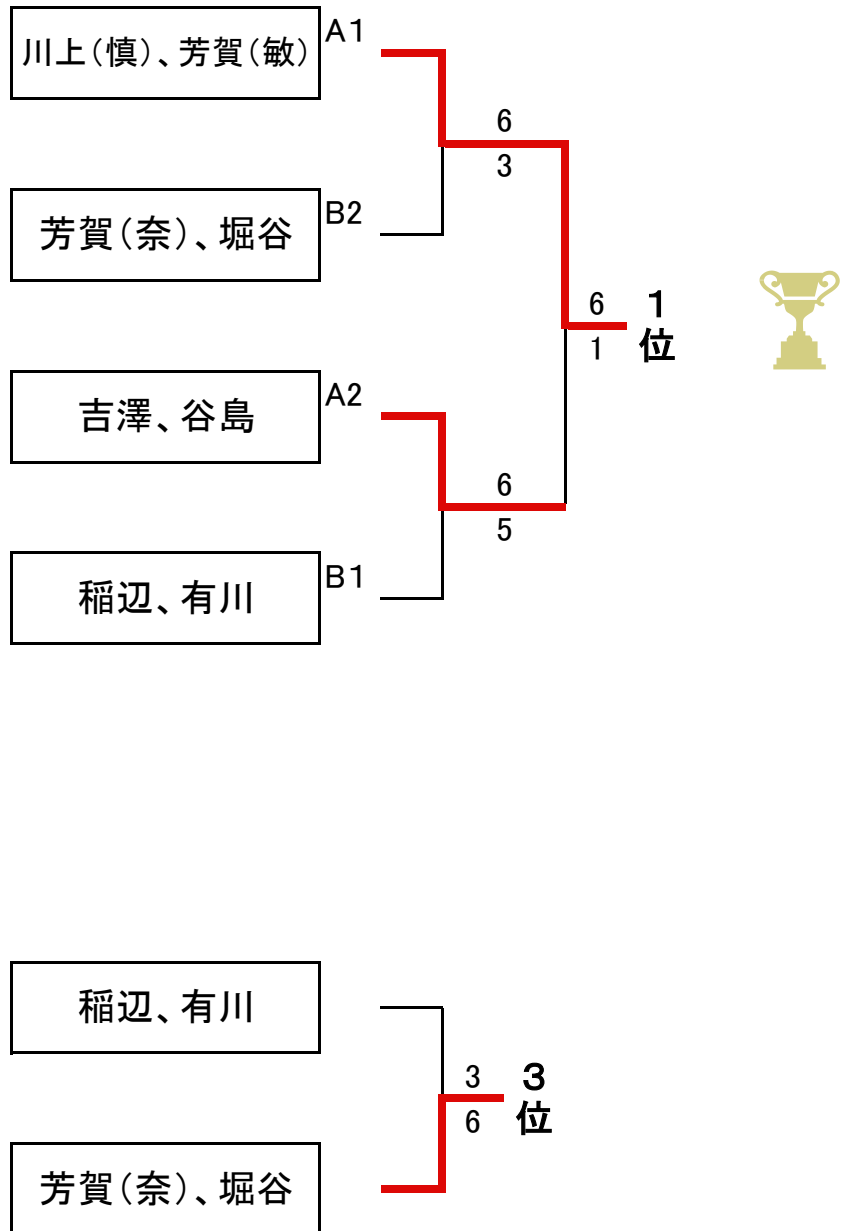 川上（慎）、芳賀（敏）
A1
6
3
芳賀（奈）、堀谷
B2
6
1
1
位
吉澤、谷島
A2
6
5
稲辺、有川
B1
稲辺、有川
3
6
3
位
芳賀（奈）、堀谷